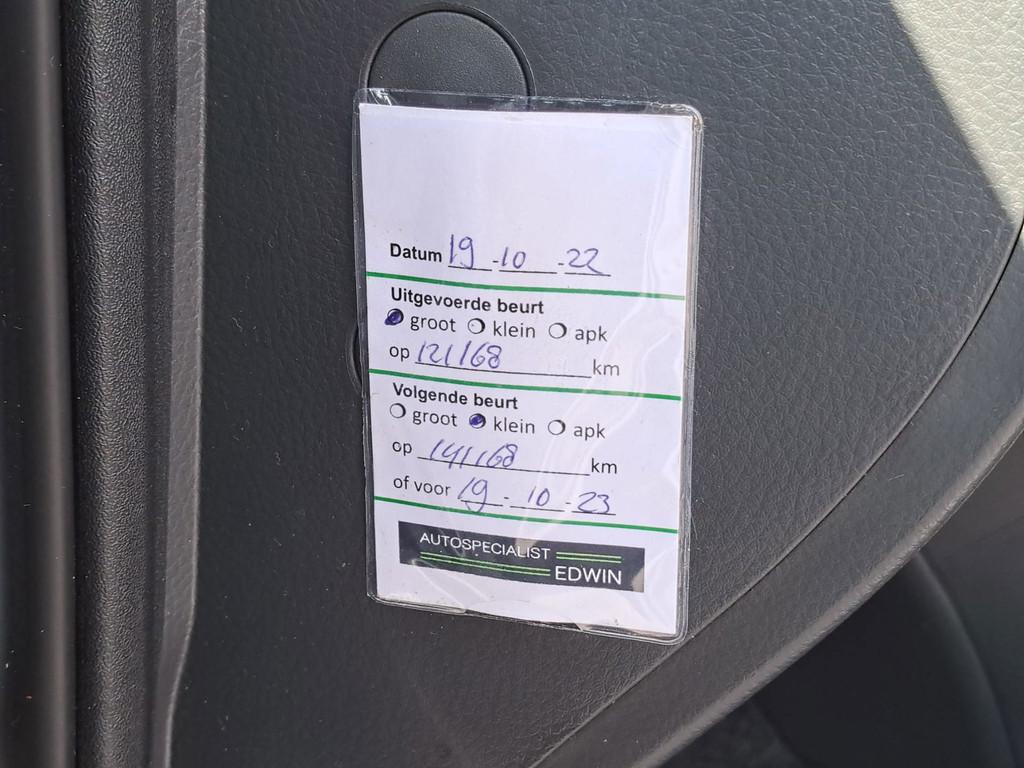 Datum 19 - 10 - 22
Uitgevoerde beurt
groot klein apk
op 121168 km
Volgende beurt
groot klein apk
op 141168 km
of voor 19 - 10 - 23
AUTOSPECIALIST
EDWIN